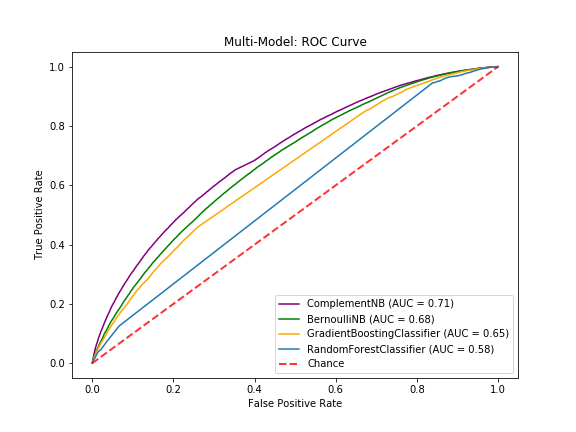 Multi-Model: ROC Curve
True Positive Rate
1.0
0.8
0.6
0.4
0.2
0.0
ComplementNB (AUC = 0.71)
BernoulliNB (AUC = 0.68)
GradientBoostingClassifier (AUC = 0.65)
RandomForestClassifier (AUC = 0.58)
Chance
0.0 0.2 0.4 0.6 0.8 1.0
False Positive Rate